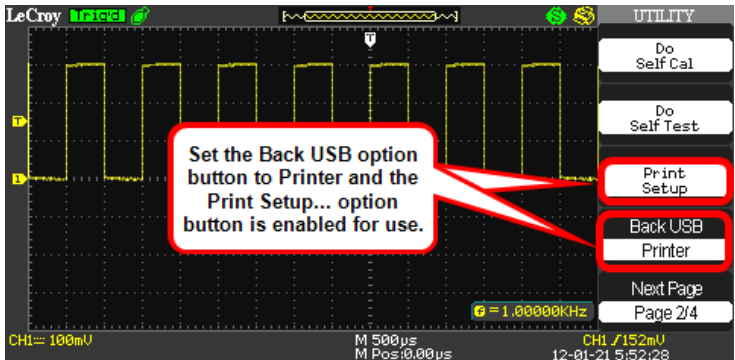 LeCroy Trig'd UTILITY
T
Do
Self Cal
Do
Self Test
T
Set the Back USB option
button to Printer and the
Print Setup... option
button is enabled for use.
Print
Setup
1
Back USB
Printer
Next Page
Page 2/4
=1.00000KHz
CH1 100mV M 500µs CH1 152mV
M Pos:0.00µs 12-01-21 5:52:28